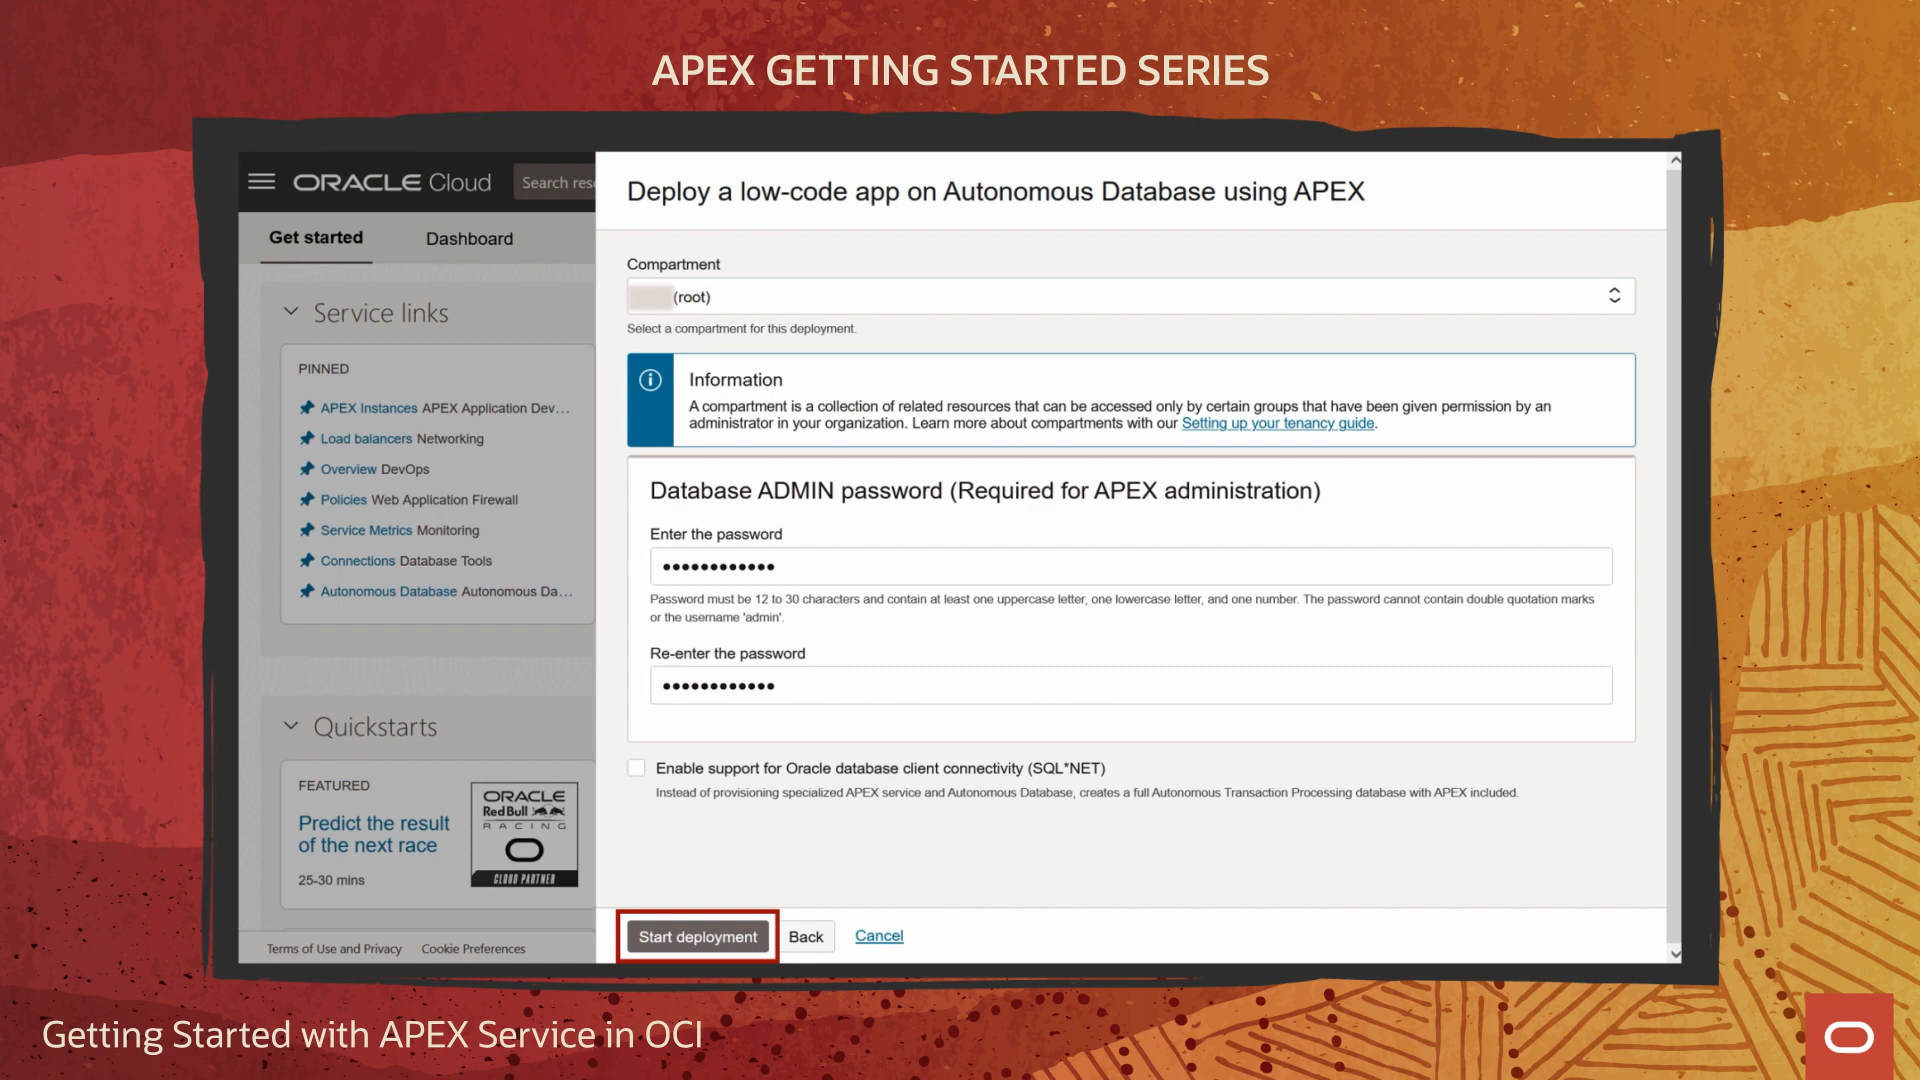 APEX GETTING STARTED SERIES
ORACLE Cloud
Search res
Get started
Dashboard
Service links
PINNED
APEX Instances APEX Application Dev...
Load balancers Networking
Overview DevOps
Policies Web Application Firewall
Service Metrics Monitoring
Connections Database Tools
Autonomous Database Autonomous Da...
Quickstarts
FEATURED
Predict the result
of the next race
25-30 mins
ORACLE
Red Bull
RACING
CLOUD PARTNER
Terms of Use and Privacy
Cookie Preferences
Deploy a low-code app on Autonomous Database using APEX
Compartment
(root)
Select a compartment for this deployment.
Information
A compartment is a collection of related resources that can be accessed only by certain groups that have been given permission by an
administrator in your organization. Learn more about compartments with our Setting up your tenancy guide.
Database ADMIN password (Required for APEX administration)
Enter the password
••••••••••••
Password must be 12 to 30 characters and contain at least one uppercase letter, one lowercase letter, and one number. The password cannot contain double quotation marks
or the username 'admin'.
Re-enter the password
••••••••••••
Enable support for Oracle database client connectivity (SQL*NET)
Instead of provisioning specialized APEX service and Autonomous Database, creates a full Autonomous Transaction Processing database with APEX included.
Start deployment
Back
Cancel
Getting Started with APEX Service in OCI